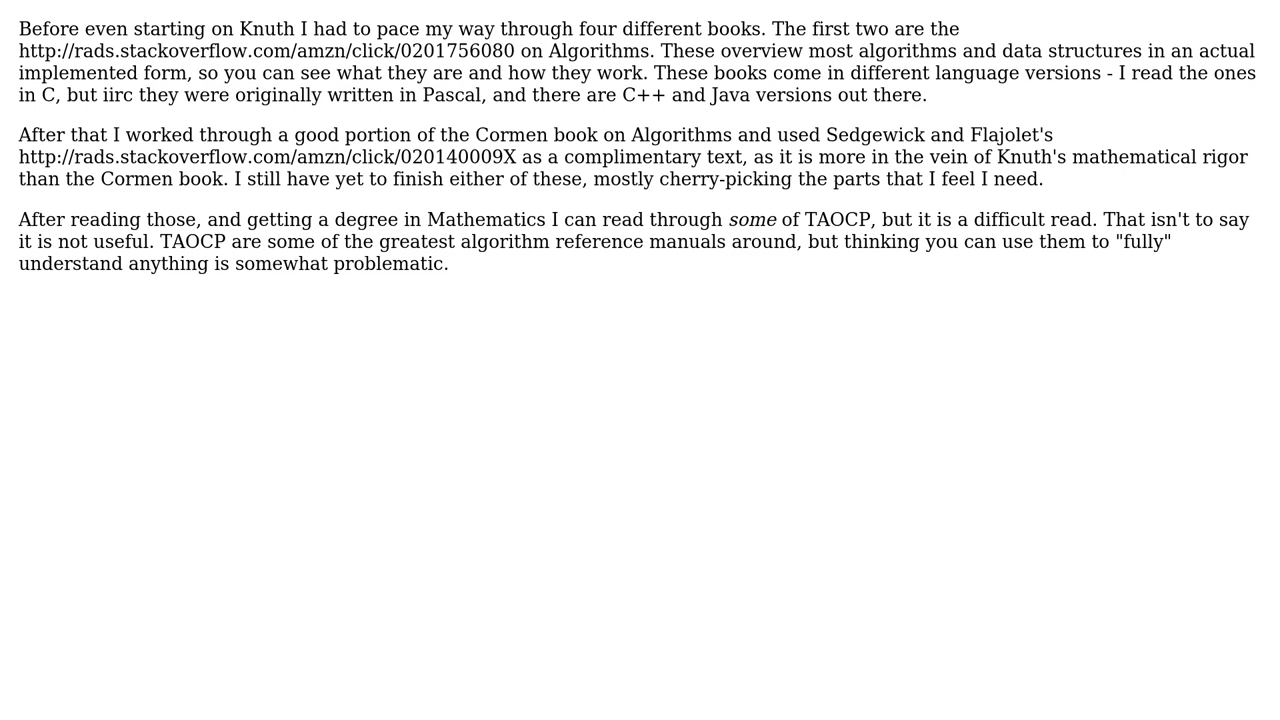 Before even starting on Knuth I had to pace my way through four different books. The first two are the
http://rads.stackoverflow.com/amzn/click/0201756080 on Algorithms. These overview most algorithms and data structures in an actual
implemented form, so you can see what they are and how they work. These books come in different language versions - I read the ones
in C, but iirc they were originally written in Pascal, and there are C++ and Java versions out there.
After that I worked through a good portion of the Cormen book on Algorithms and used Sedgewick and Flajolet's
http://rads.stackoverflow.com/amzn/click/020140009X as a complimentary text, as it is more in the vein of Knuth's mathematical rigor
than the Cormen book. I still have yet to finish either of these, mostly cherry-picking the parts that I feel I need.
After reading those, and getting a degree in Mathematics I can read through some of TAOCP, but it is a difficult read. That isn't to say
it is not useful. TAOCP are some of the greatest algorithm reference manuals around, but thinking you can use them to "fully"
understand anything is somewhat problematic.